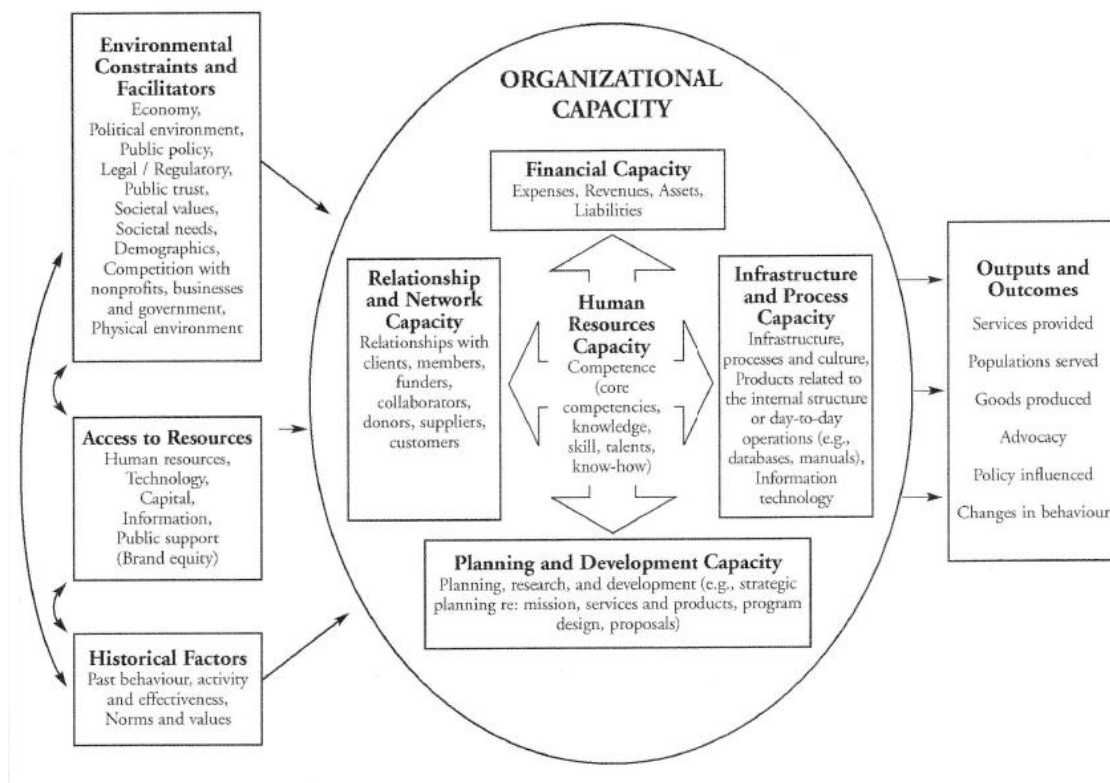 Environmental
Constraints and
Facilitators
Economy,
Political environment,
Public policy,
Legal / Regulatory,
Public trust,
Societal values,
Societal needs,
Demographics,
Competition with
nonprofits, businesses
and government,
Physical environment
Access to Resources
Human resources,
Technology,
Capital,
Information,
Public support
(Brand equity)
Historical Factors
Past behaviour, activity
and effectiveness,
Norms and values
ORGANIZATIONAL
CAPACITY
Financial Capacity
Expenses, Revenues, Assets,
Liabilities
Relationship
and Network
Capacity
Relationships with
clients, members,
funders,
collaborators,
donors, suppliers,
customers
Human
Resources
Capacity
Competence
(core
competencies,
knowledge,
skill, talents,
know-how)
Infrastructure
and Process
Capacity
Infrastructure,
processes and culture,
Products related to
the internal structure
or day-to-day
operations (e.g.,
databases, manuals),
Information
technology
Planning and Development Capacity
Planning, research, and development (e.g., strategic
planning re: mission, services and products, program
design, proposals)
Outputs and
Outcomes
Services provided
Populations served
Goods produced
Advocacy
Policy influenced
Changes in behaviour